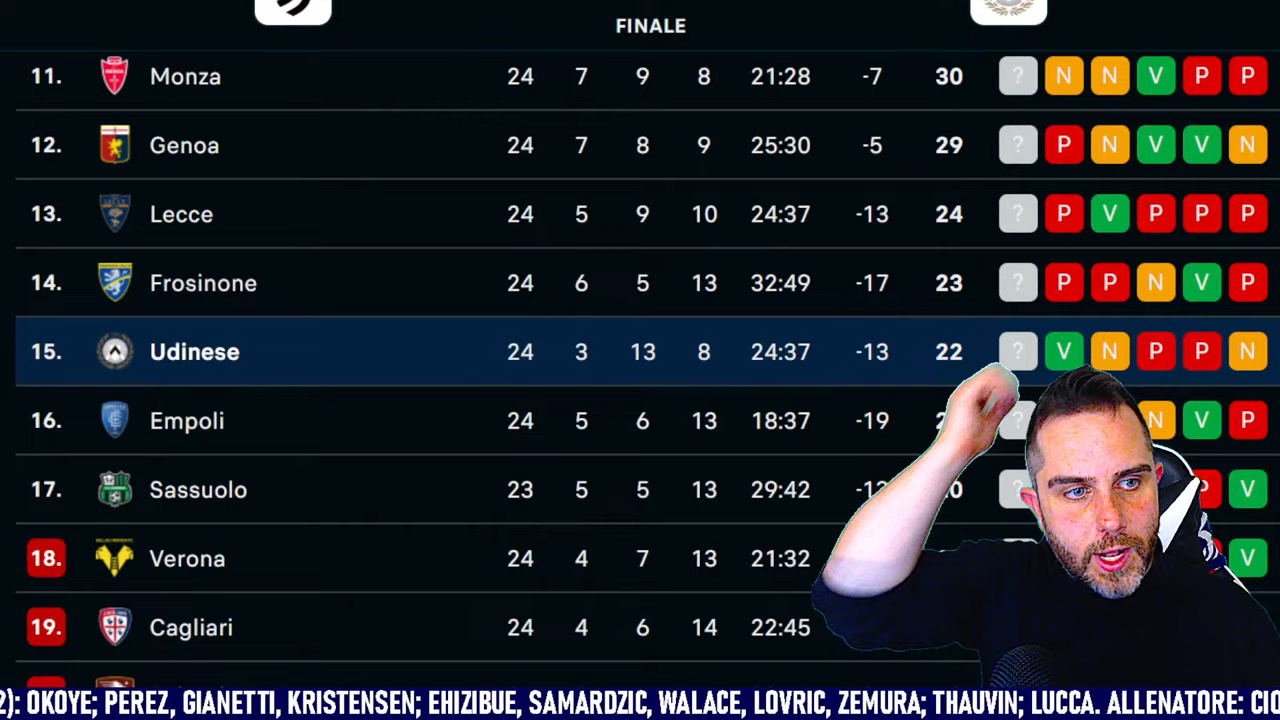 FINALE
11. Monza 24 7 9 8 21:28 -7 30 ? N N V P P
12. Genoa 24 7 8 9 25:30 -5 29 ? P N V V N
13. Lecce 24 5 9 10 24:37 -13 24 ? P V P P P
14. Frosinone 24 6 5 13 32:49 -17 23 ? P P N V P
15. Udinese 24 3 13 8 24:37 -13 22 ? V N P P N
16. Empoli 24 5 6 13 18:37 -19 ? N V P
17. Sassuolo 23 5 5 13 29:42 ? P V
18. Verona 24 4 7 13 21:32 V
19. Cagliari 24 4 6 14 22:45
2): OKOYE; PEREZ, GIANETTI, KRISTENSEN; EHIZIBUE, SAMARDZIC, WALACE, LOVRIC, ZEMURA; THAUVIN; LUCCA. ALLENATORE: CIO